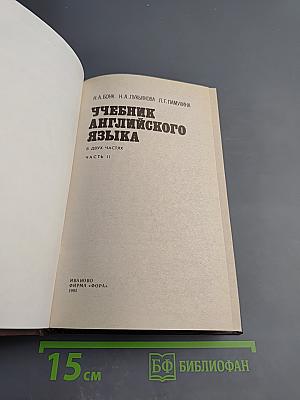 Н.А.БОНК Н.А.ЛУКЬЯНОВА Л.Г.ПАМУХИНА
УЧЕБНИК
АНГЛИЙСКОГО
ЯЗЫКА
В ДВУХ ЧАСТЯХ
ЧАСТЬ II
ИВАНОВО
ФИРМА «ФОРА»
15 СМ
БФ БИБЛИОФАН